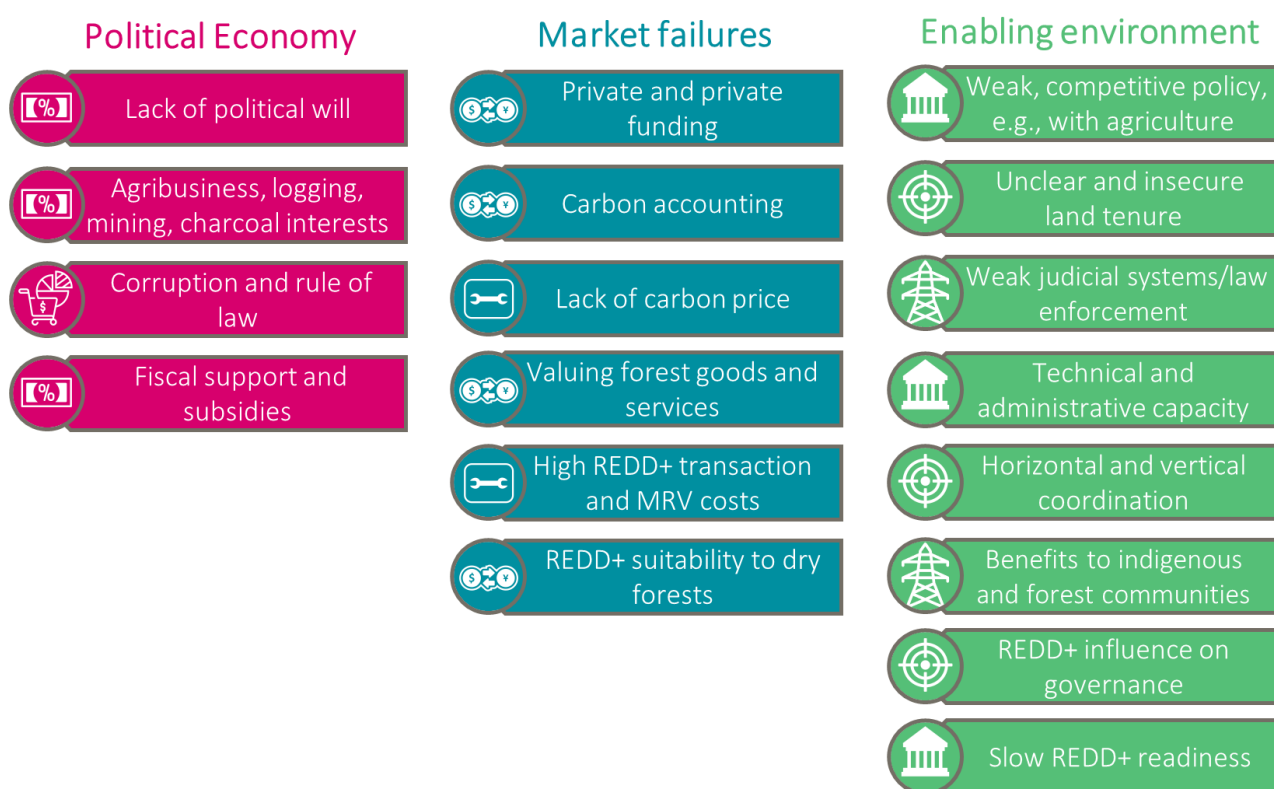 Political Economy
Lack of political will
Agribusiness, logging,
mining, charcoal interests
Corruption and rule of
law
Fiscal support and
subsidies
Market failures
Private and private
funding
Carbon accounting
Lack of carbon price
Valuing forest goods and
services
High REDD+ transaction
and MRV costs
REDD+ suitability to dry
forests
Enabling environment
Weak, competitive policy,
e.g., with agriculture
Unclear and insecure
land tenure
Weak judicial systems/law
enforcement
Technical and
administrative capacity
Horizontal and vertical
coordination
Benefits to indigenous
and forest communities
REDD+ influence on
governance
Slow REDD+ readiness